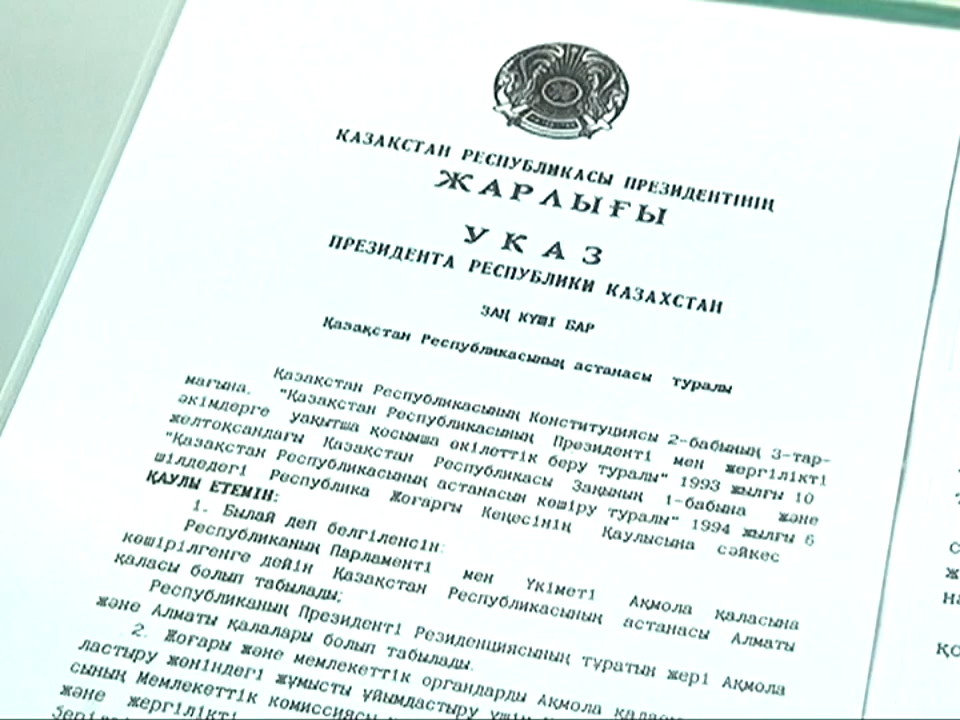 ҚАЗАҚСТАН РЕСПУБЛИКАСЫ ПРЕЗИДЕНТІНІҢ
ЖАРЛЫҒЫ
УКАЗ
ПРЕЗИДЕНТА РЕСПУБЛИКИ КАЗАХСТАН
ЗАҢ КҮШІ БАР
Қазақстан Республикасының астанасы туралы
Қазақстан Республикасының Конституциясы 2-бабының 3-тар-
мағына, "Қазақстан Республикасының Президенті мен жергілікті
әкімдерге уақытша қосымша өкілеттік беру туралы" 1993 жылғы 10
желтоқсандағы Қазақстан Республикасы Заңының 1-бабына және
"Қазақстан Республикасының астанасын көшіру туралы" 1994 жылғы 6
шілдедегі Республика Жоғарғы Кеңесінің Қаулысына сәйкес
ҚАУЛЫ ЕТЕМІН:
1. Былай деп белгіленсін:
Республиканың Парламенті мен Үкіметі Ақмола қаласына
көшірілгенге дейін Қазақстан Республикасының астанасы Алматы
қаласы болып табылады;
Республиканың Президенті Резиденциясының тұратын жері Ақмола
және Алматы қалалары болып табылады.
2. Жоғары және мемлекеттік органдарды Ақмола қаласына
ластыру жөніндегі жұмысты ұйымдастыру үшін
сының Мемлекеттік комиссиясы
және жергілікті